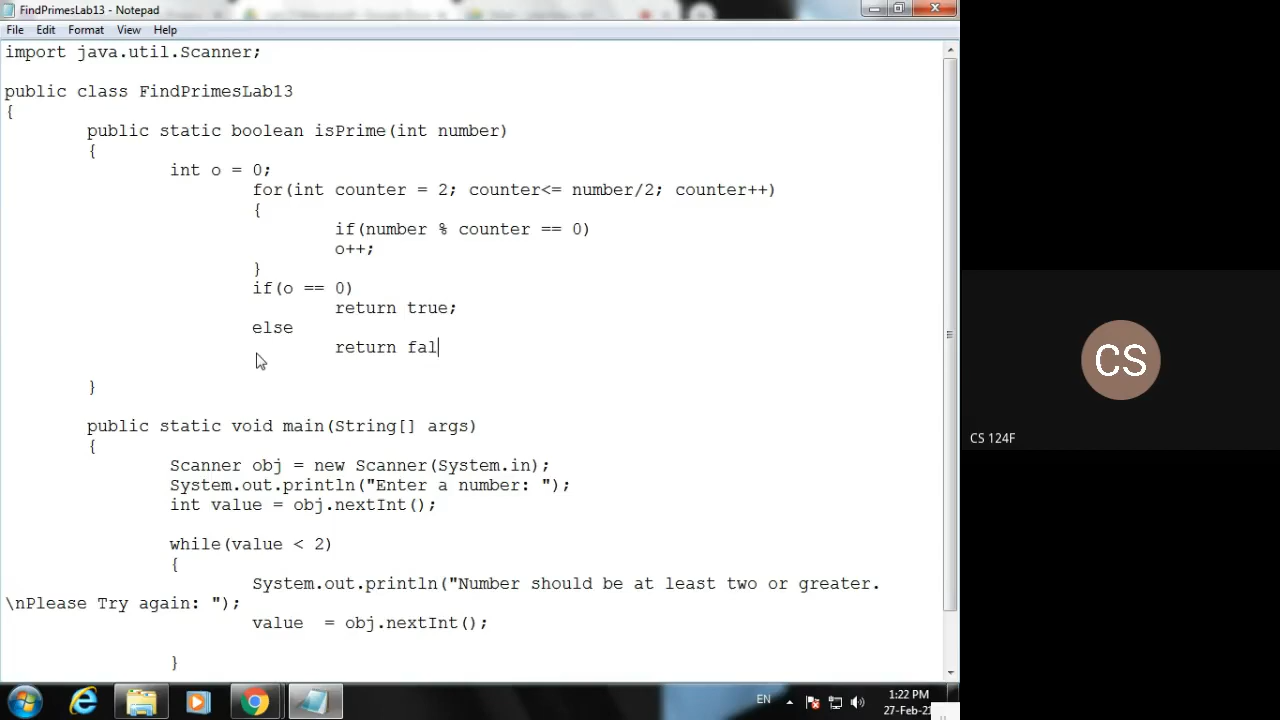 FindPrimesLab13 - Notepad
File Edit Format View Help
import java.util.Scanner;
public class FindPrimesLab13
{
public static boolean isPrime(int number)
{
int o = 0;
for(int counter = 2; counter<= number/2; counter++)
{
if(number % counter == 0)
o++;
}
if(o == 0)
return true;
else
return fal
}
public static void main(String[] args)
{
Scanner obj = new Scanner(System.in);
System.out.println("Enter a number: ");
int value = obj.nextInt();
while(value < 2)
{
System.out.println("Number should be at least two or greater.
\nPlease Try again: ");
value  = obj.nextInt();
}
CS
CS 124F
EN
1:22 PM
27-Feb-21